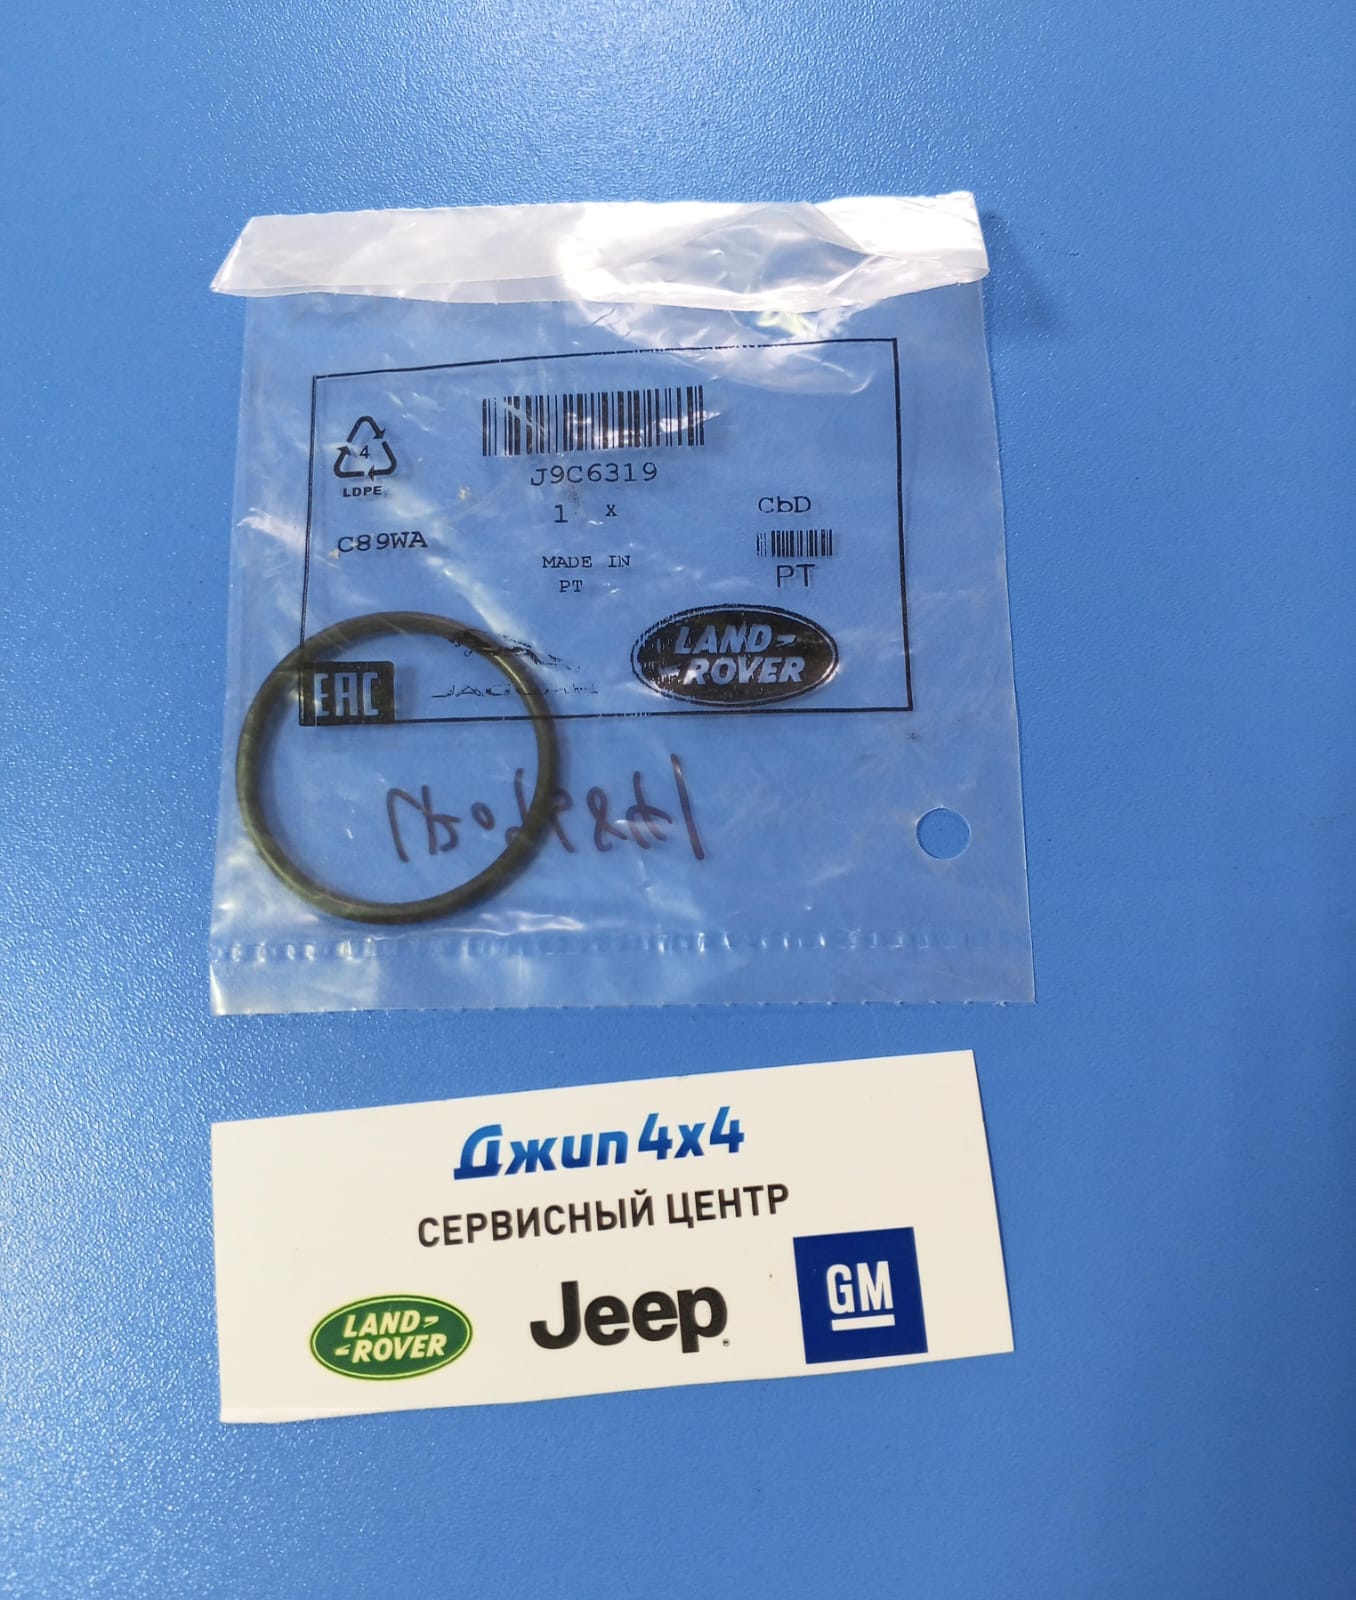 4
LDPE
J9C6319
1 x
CbD
C89WA
MADE IN
PT
PT
LAND-
-ROVER
EAC
Джип 4x4
СЕРВИСНЫЙ ЦЕНТР
LAND-
-ROVER
Jeep
GM